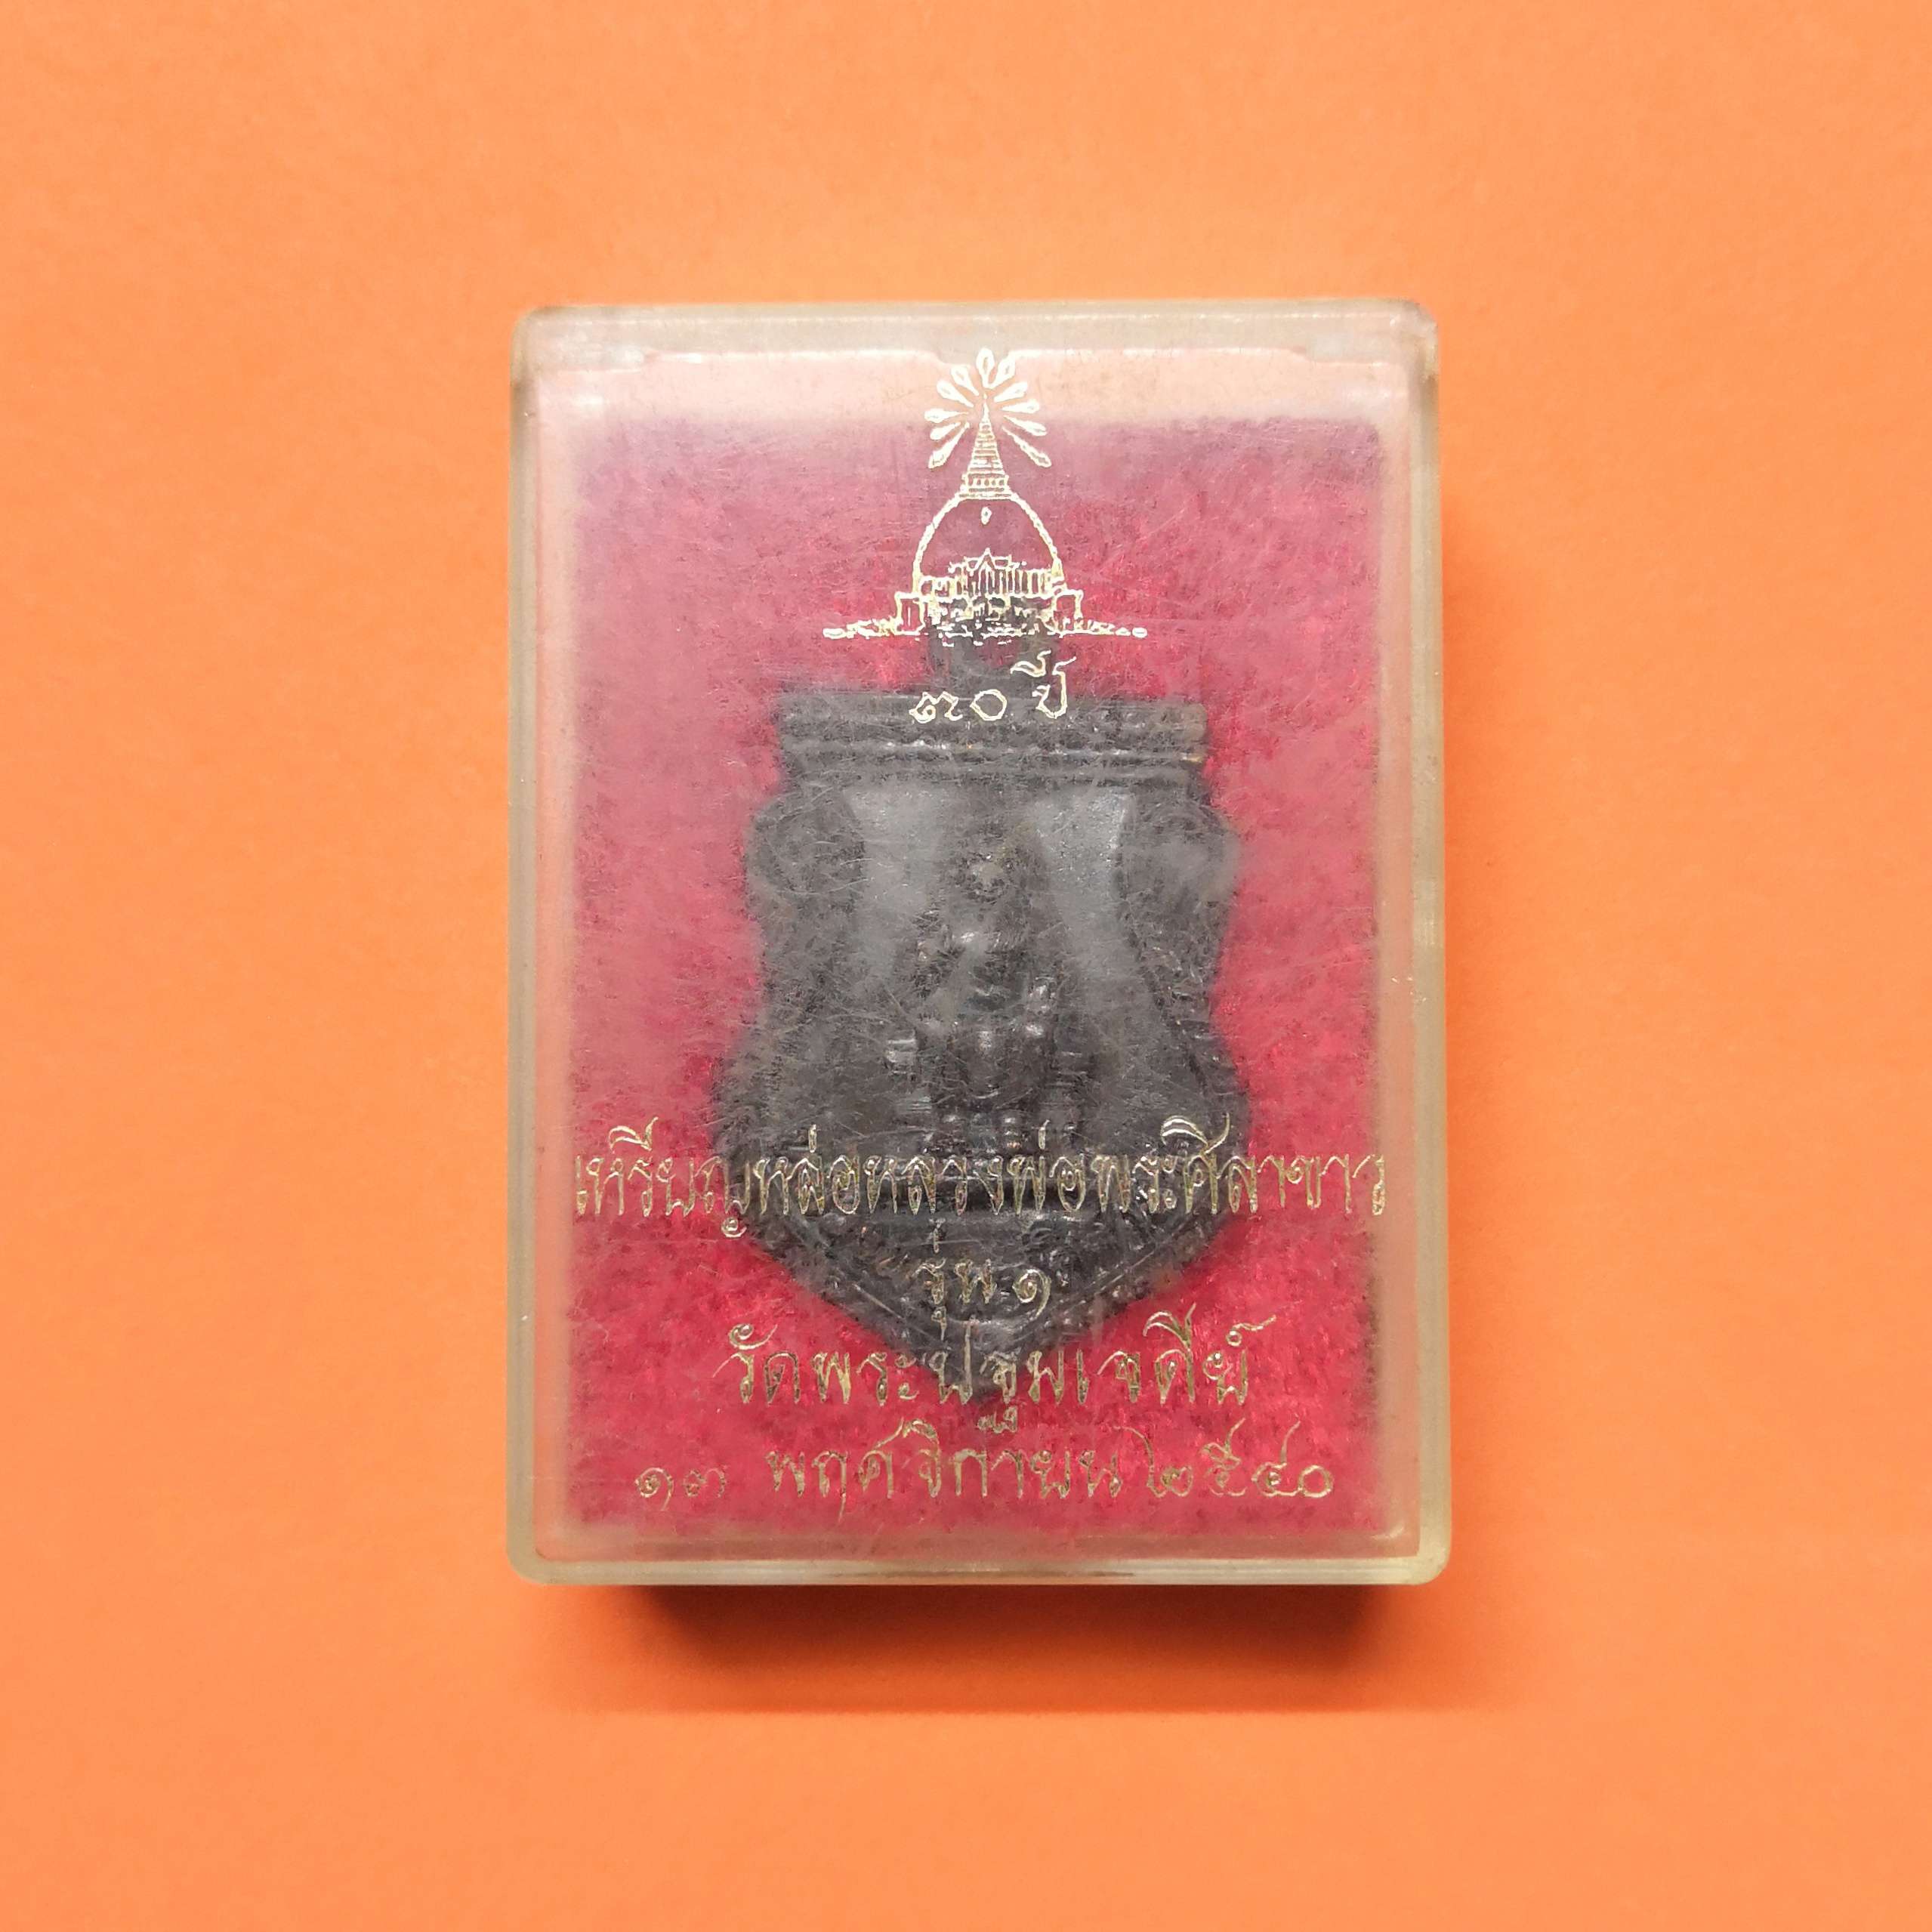 ๓๐ ปี
เหรียญหล่อหลวงพ่อพระศิลาขาว
รุ่น ๑
วัดพระปฐมเจดีย์
๑๓ พฤศจิกายน ๒๕๔๐